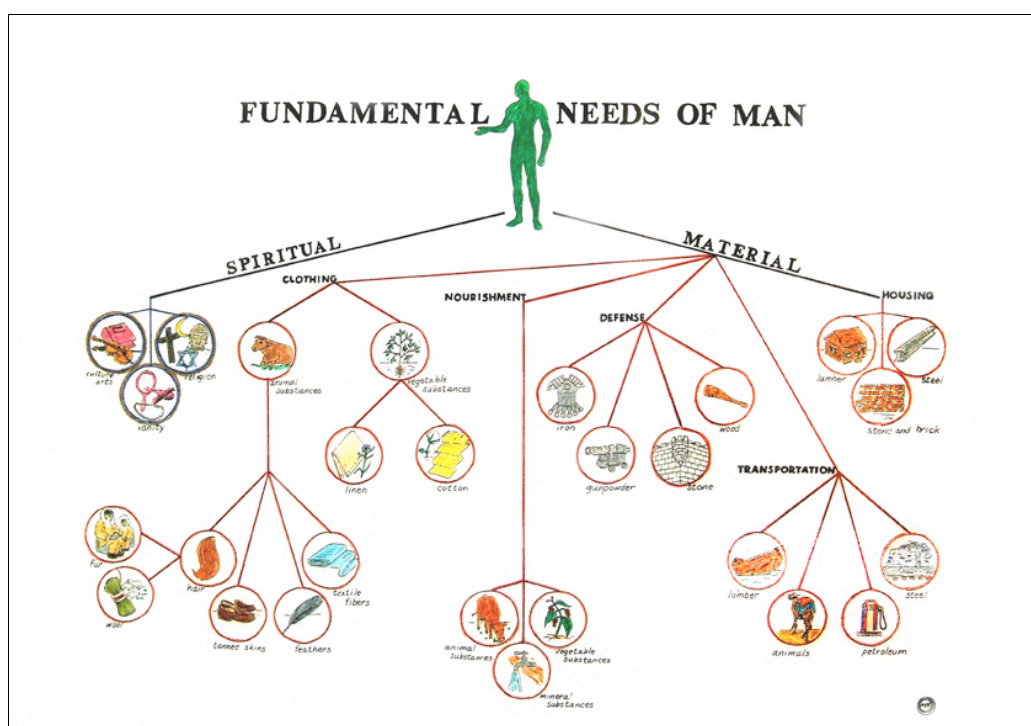 FUNDAMENTAL NEEDS OF MAN
SPIRITUAL
MATERIAL
CLOTHING
NOURISHMENT
HOUSING
DEFENSE
culture
arts
religion
vanity
animal
substances
vegetable
substances
iron
wood
lumber
steel
stone and brick
linen
cotton
gunpowder
stone
TRANSPORTATION
fur
wool
hair
tanned skins
feathers
textile
fibers
lumber
steel
animals
petroleum
animal
substances
vegetable
substances
mineral
substances